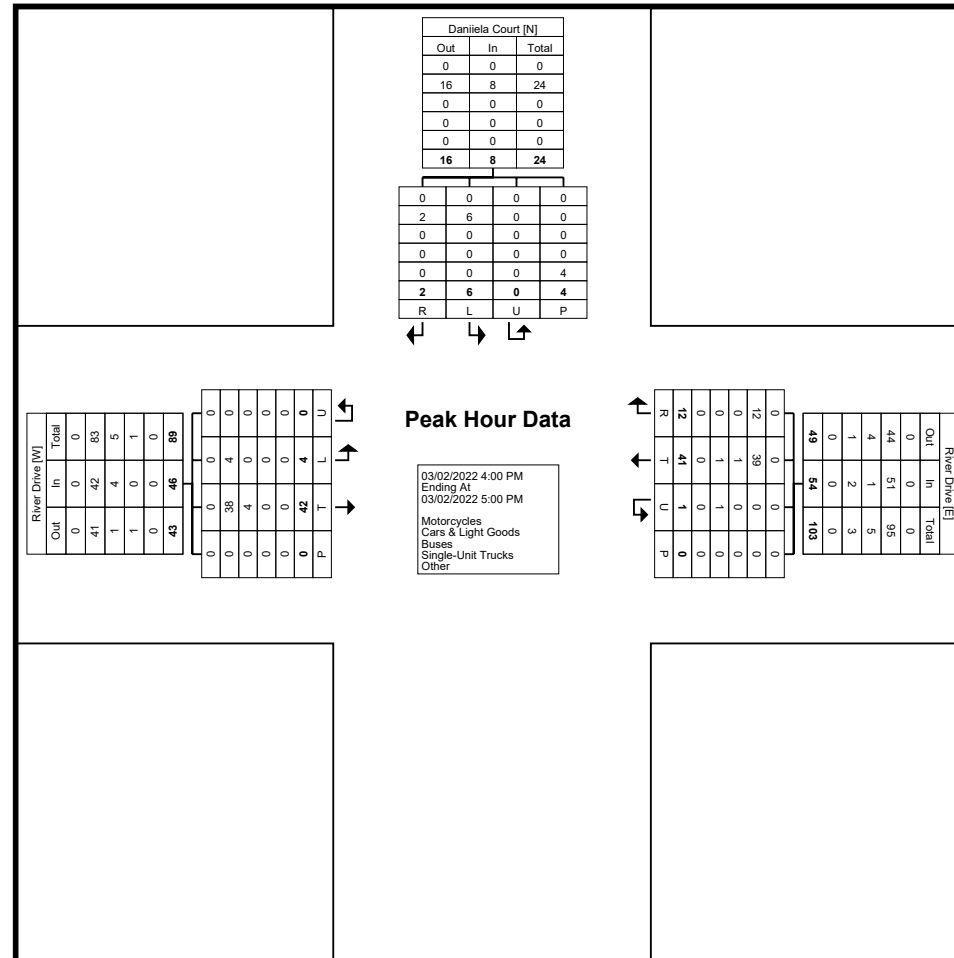 Daniiela Court [N]
Out In Total
0 0 0
16 8 24
0 0 0
0 0 0
0 0 0
16 8 24
0 0 0 0
2 6 0 0
0 0 0 0
0 0 0 0
0 0 0 4
2 6 0 4
R L U P
River Drive [W]
Out In Total
0 0 0
41 42 83
1 4 5
1 0 1
0 0 0
43 46 89
0 0 0 0
0 38 4 0
0 4 0 0
0 0 0 0
0 0 0 0
0 42 4 0
P T L U
Peak Hour Data
03/02/2022 4:00 PM
Ending At
03/02/2022 5:00 PM
Motorcycles
Cars & Light Goods
Buses
Single-Unit Trucks
Other
River Drive [E]
Out In Total
0 0 0
44 51 95
4 1 5
1 2 3
0 0 0
49 54 103
0 0 0 0
12 39 0 0
0 1 0 0
0 1 1 0
0 0 0 0
12 41 1 0
R T U P